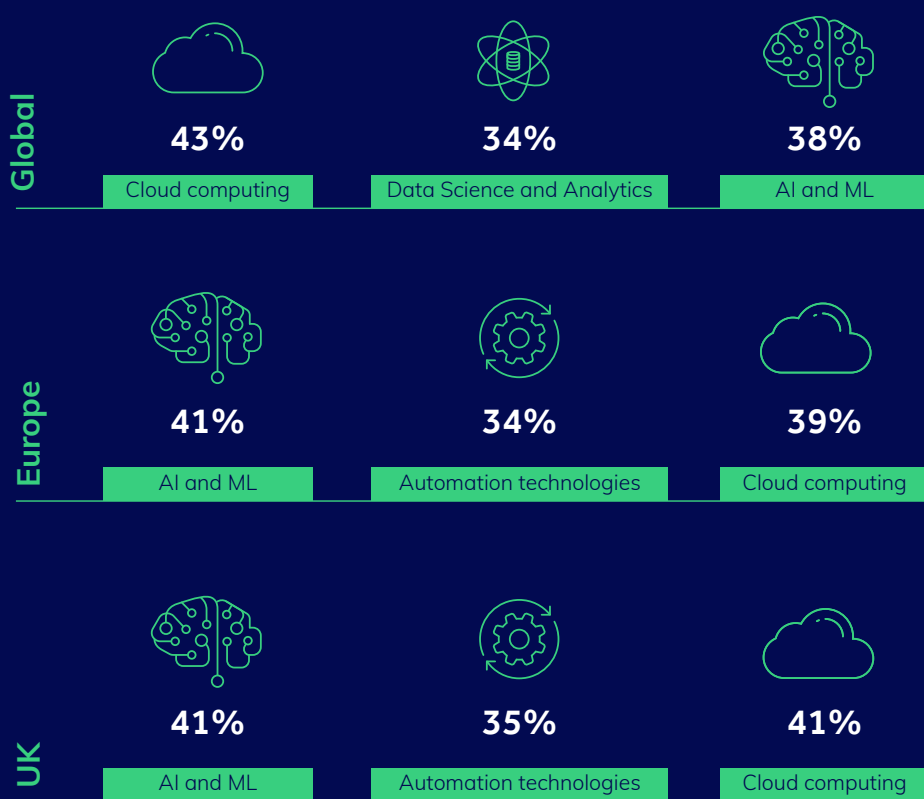 Global
43%
34%
38%
Cloud computing
Data Science and Analytics
AI and ML
Europe
41%
34%
39%
AI and ML
Automation technologies
Cloud computing
UK
41%
35%
41%
AI and ML
Automation technologies
Cloud computing